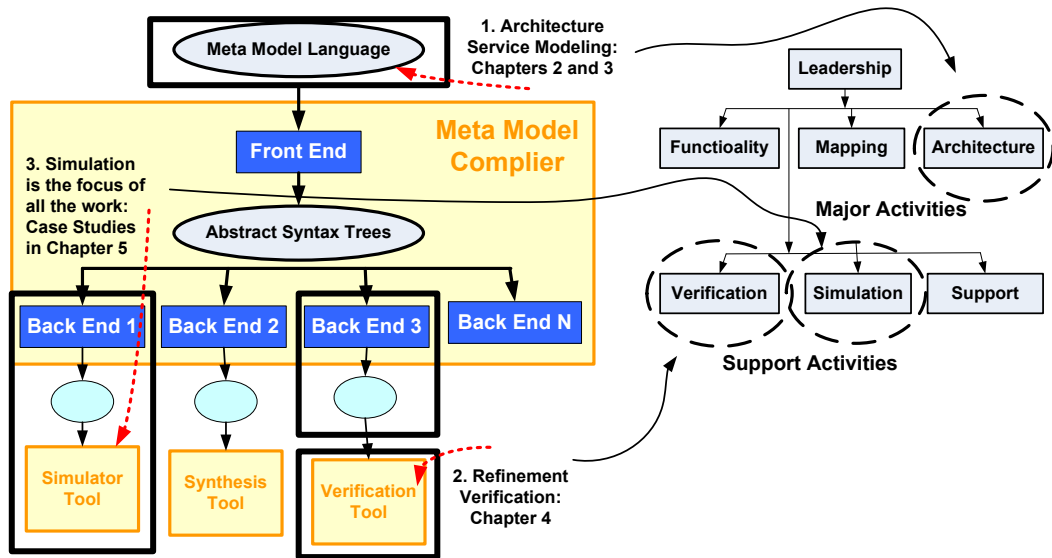 Meta Model Language
1. Architecture
Service Modeling:
Chapters 2 and 3
Leadership
Meta Model
Complier
Front End
Functioality
Mapping
Architecture
3. Simulation
is the focus of
all the work:
Case Studies
in Chapter 5
Major Activities
Abstract Syntax Trees
Verification
Simulation
Support
Back End 1
Back End 2
Back End 3
Back End N
Support Activities
Simulator
Tool
Synthesis
Tool
Verification
Tool
2. Refinement
Verification:
Chapter 4